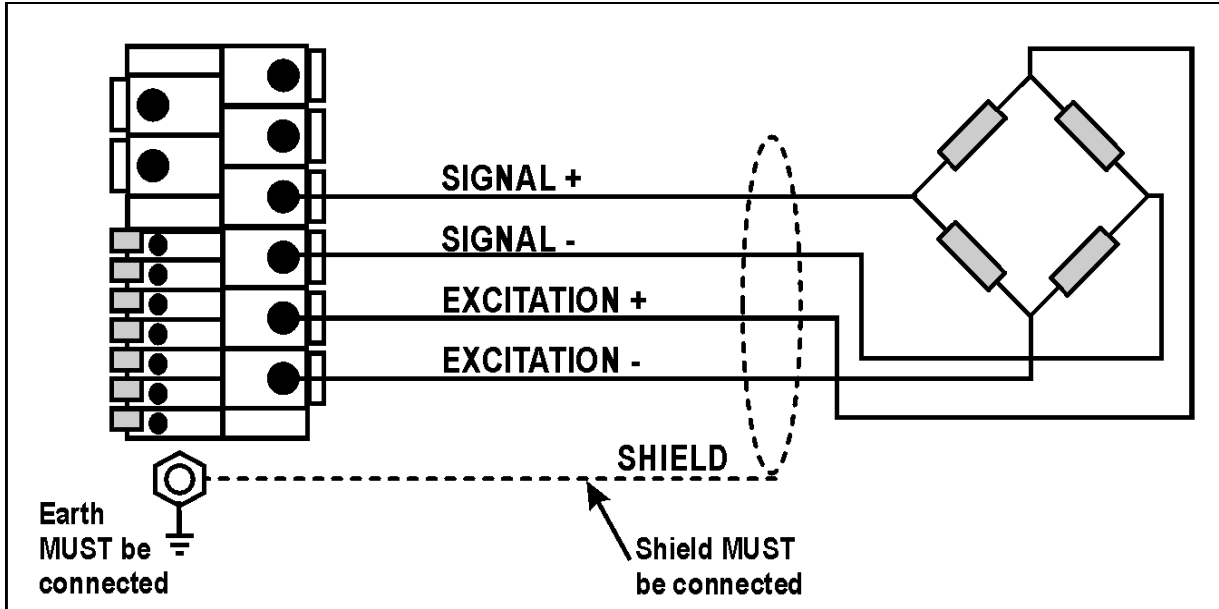 SIGNAL +
SIGNAL -
EXCITATION +
EXCITATION -
SHIELD
Earth
MUST be
connected
Shield MUST
be connected